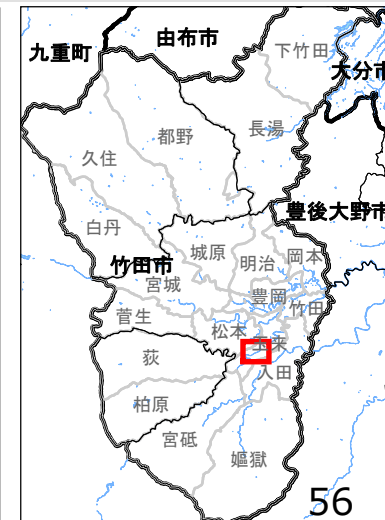 由布市
九重町
下竹田
大分市
長湯
都野
久住
豊後大野市
白丹
城原
岡本
明治
竹田市
宮城
豊岡
竹田
菅生
松本
玉来
荻
入田
柏原
宮砥
嫗獄
56